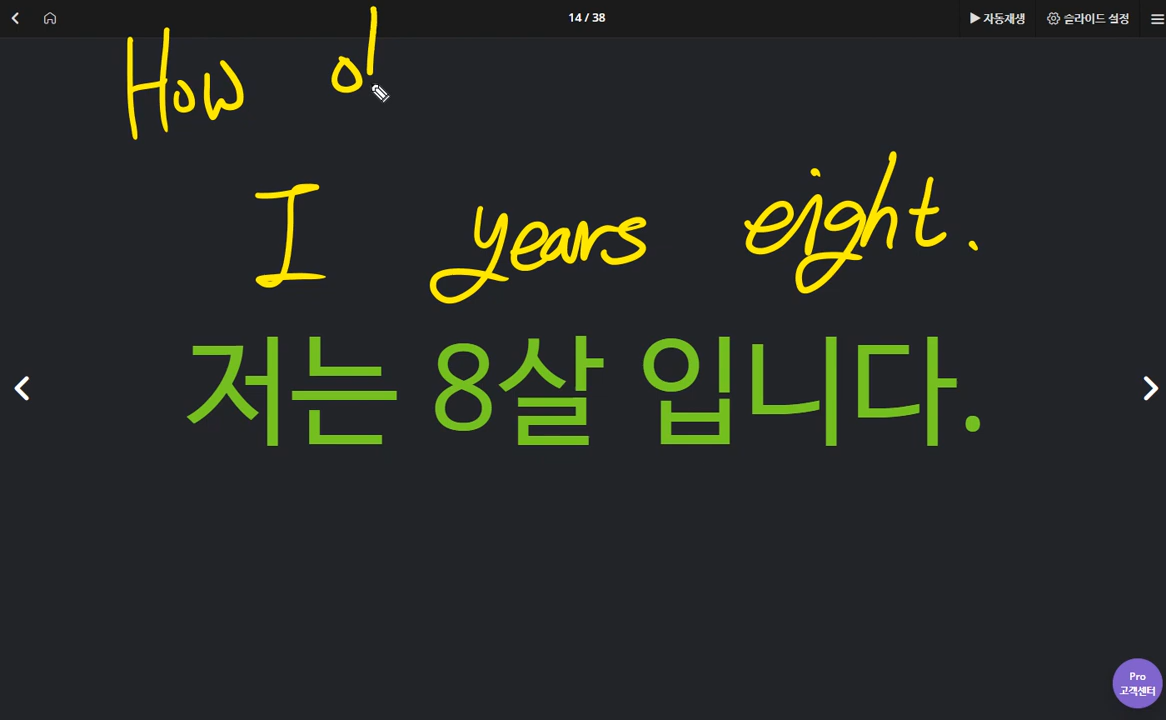 14 / 38
자동재생
슬라이드 설정
How ol
I years eight.
저는 8살 입니다.
Pro
고객센터